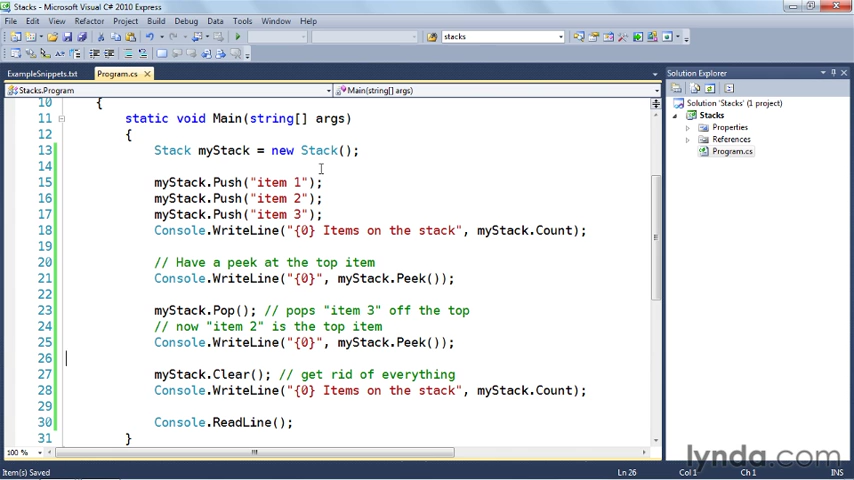 Stacks - Microsoft Visual C# 2010 Express
File Edit View Refactor Project Build Debug Data Tools Window Help
stacks
ExampleSnippets.txt Program.cs
Solution Explorer
Stacks.Program Main(string[] args)
10 {
11 static void Main(string[] args)
12 {
13 Stack myStack = new Stack();
14
15 myStack.Push("item 1");
16 myStack.Push("item 2");
17 myStack.Push("item 3");
18 Console.WriteLine("{0} Items on the stack", myStack.Count);
19
20 // Have a peek at the top item
21 Console.WriteLine("{0}", myStack.Peek());
22
23 myStack.Pop(); // pops "item 3" off the top
24 // now "item 2" is the top item
25 Console.WriteLine("{0}", myStack.Peek());
26
27 myStack.Clear(); // get rid of everything
28 Console.WriteLine("{0} Items on the stack", myStack.Count);
29
30 Console.ReadLine();
31 }
Solution 'Stacks' (1 project)
Stacks
Properties
References
Program.cs
100 %
lynda.com
Item(s) Saved Ln 26 Col 1 Ch 1 INS